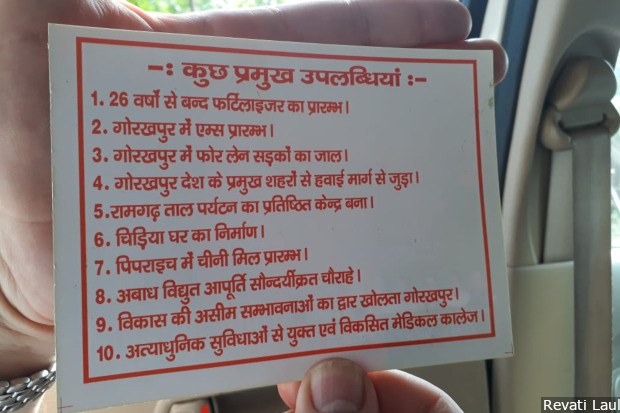 -: कुछ प्रमुख उपलब्धियां :-
1. 26 वर्षो से बन्द फर्टिलाइजर का प्रारम्भ।
2. गोरखपुर में एम्स प्रारम्भ।
3. गोरखपुर में फोर लेन सड़कों का जाल।
4. गोरखपुर देश के प्रमुख शहरों से हवाई मार्ग से जुड़ा।
5.रामगढ़ ताल पर्यटन का प्रतिष्ठित केन्द्र बना।
6. चिड़िया घर का निर्माण।
7. पिपराइच में चीनी मिल प्रारम्भ।
8. अबाध विद्युत आपूर्ति सौन्दर्यीक्रत चौराहे।
9. विकास की असीम सम्भावनाओं का द्वार खोलता गोरखपुर।
10. अत्याधुनिक सुविधाओं से युक्त एवं विकसित मेडिकल कालेज।
Revati Laul